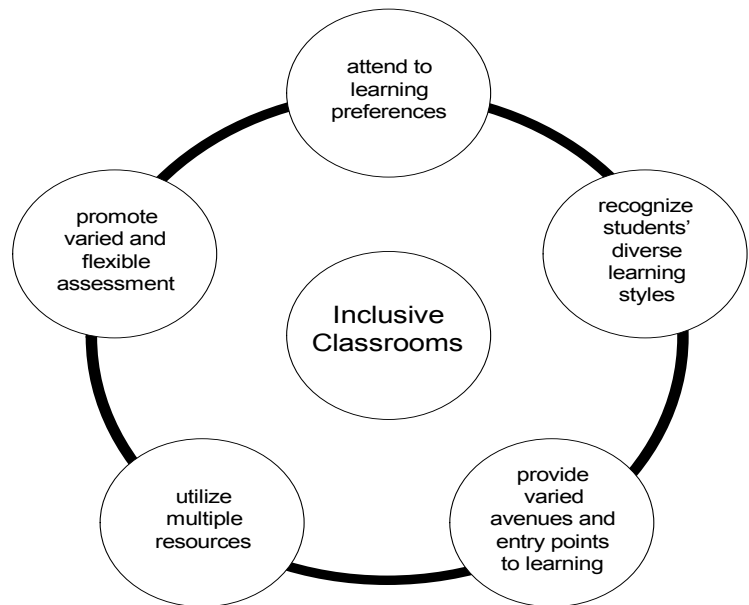 attend to
learning
preferences
recognize
students’
diverse
learning
styles
provide
varied
avenues and
entry points
to learning
utilize
multiple
resources
promote
varied and
flexible
assessment
Inclusive
Classrooms